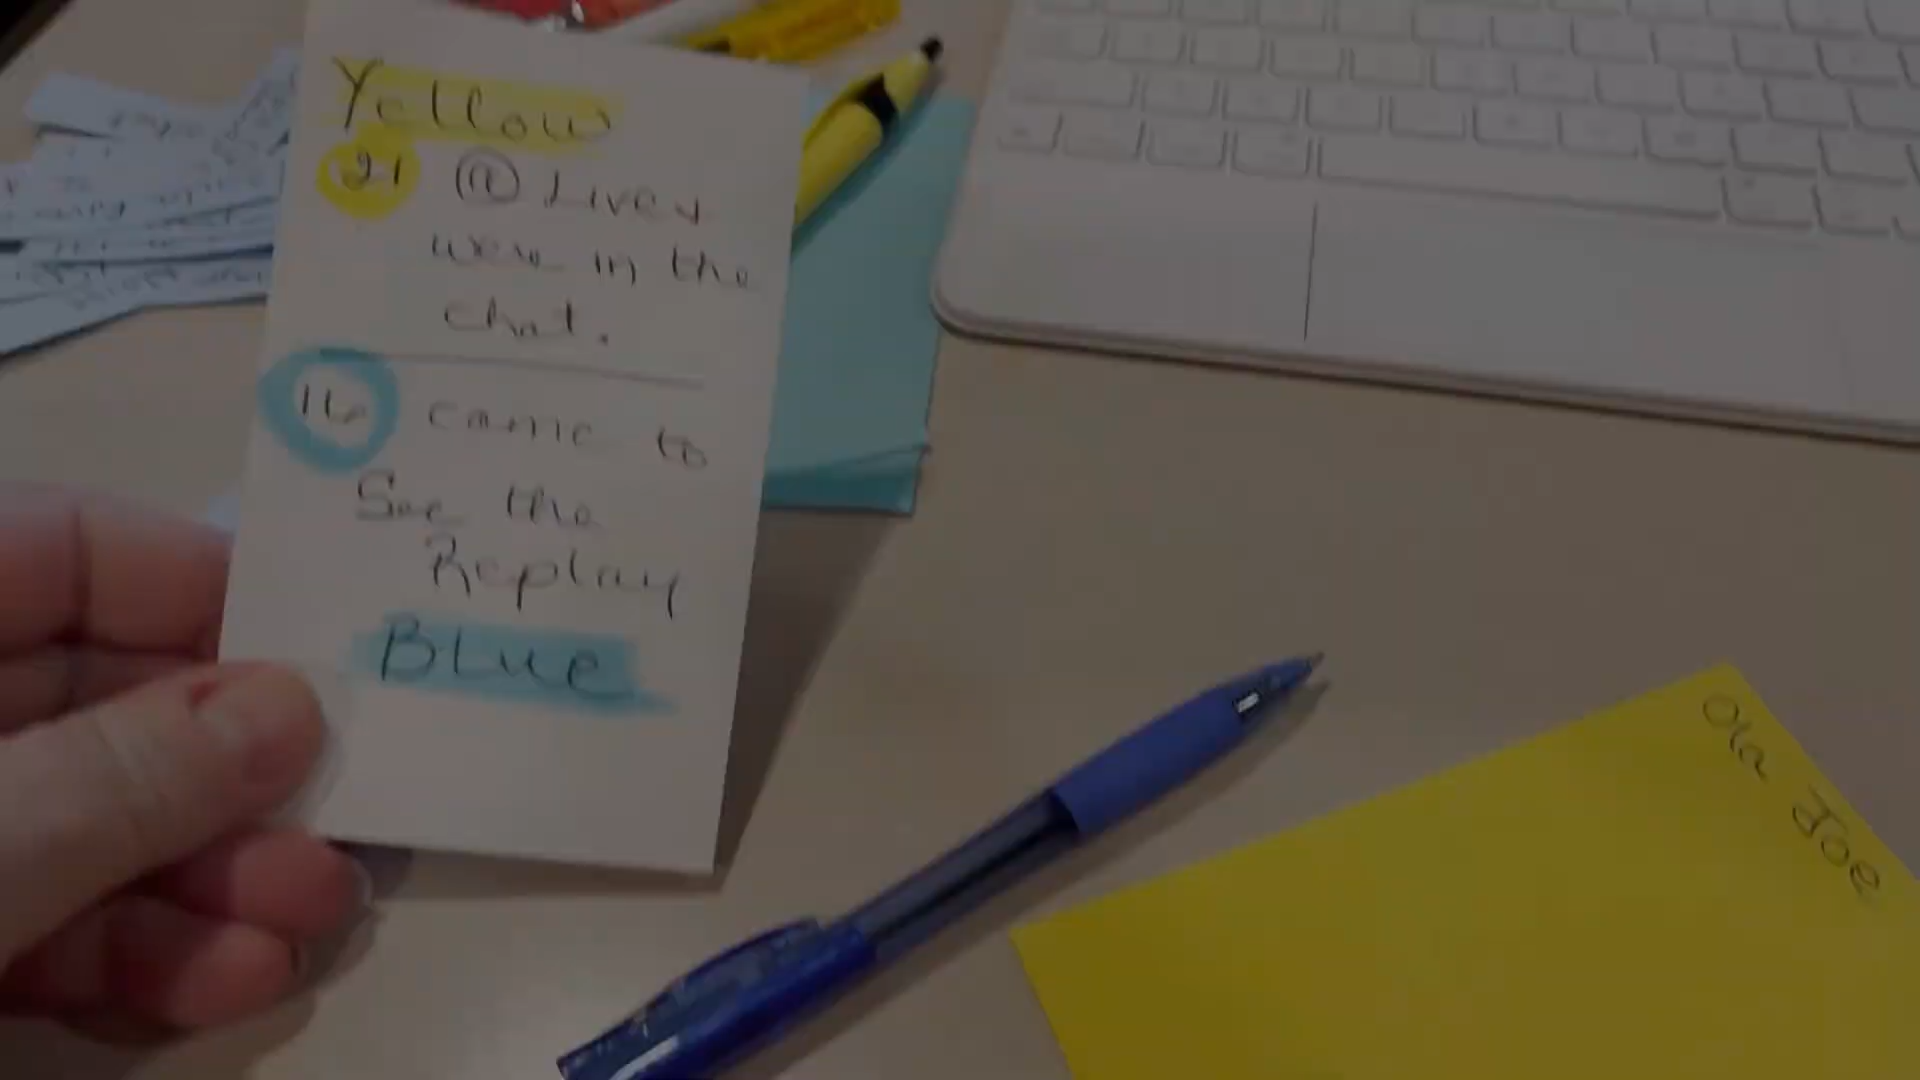 Yellow
21 @ Live &
were in the
chat.
16 came to
See the
Replay
Blue
Ola Joe